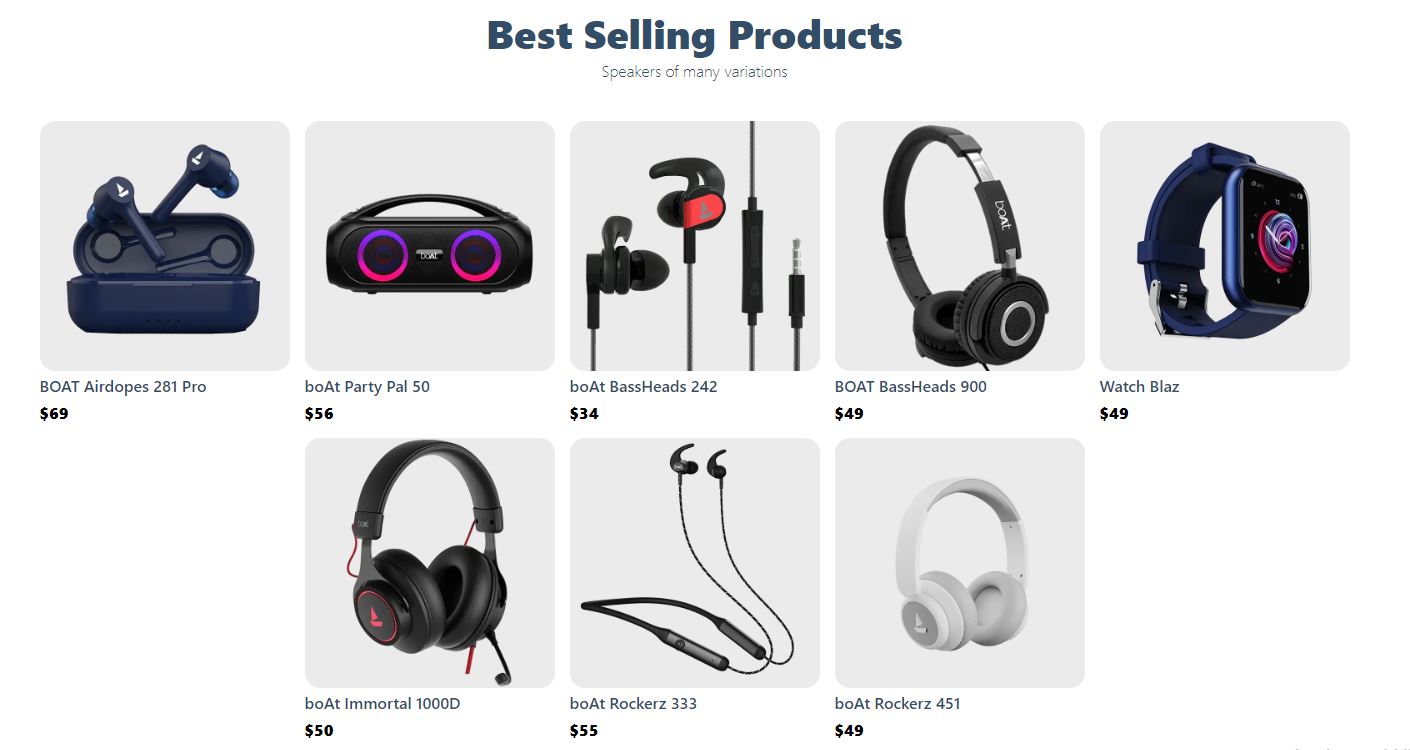 Best Selling Products
Speakers of many variations
boAt
boAt
BOAT Airdopes 281 Pro
$69
boAt Party Pal 50
$56
boAt BassHeads 242
$34
BOAT BassHeads 900
$49
Watch Blaz
$49
boAt Immortal 1000D
$50
boAt Rockerz 333
$55
boAt Rockerz 451
$49